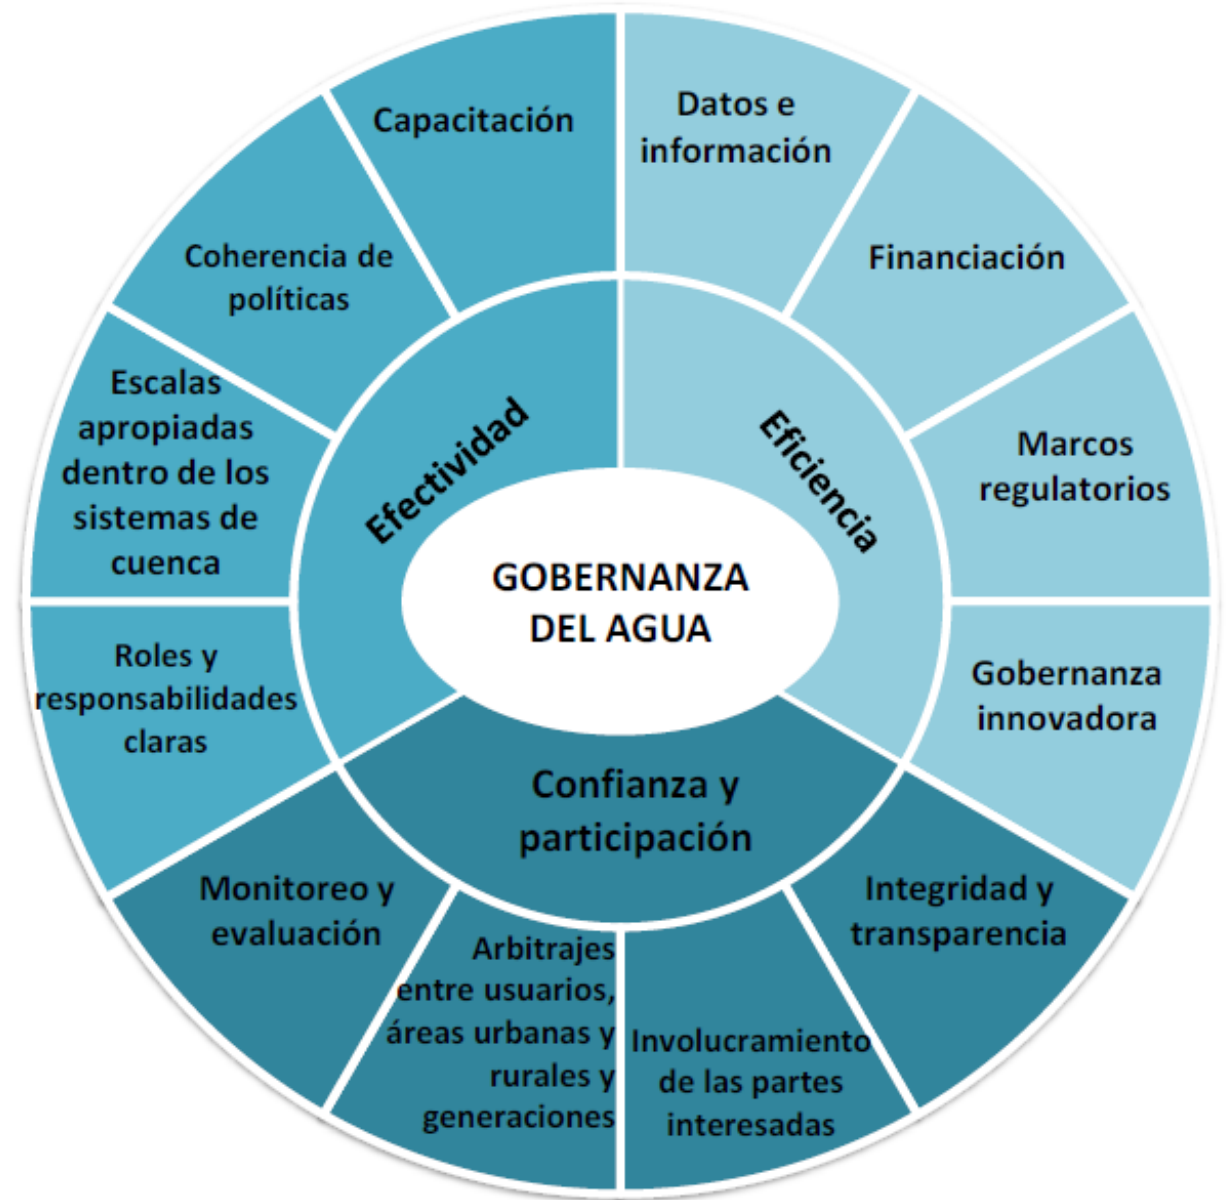 Capacitación
Datos e
información
Coherencia de
políticas
Financiación
Escalas
apropiadas
dentro de los
sistemas de
cuenca
Marcos
regulatorios
Efectividad
Eficiencia
GOBERNANZA
DEL AGUA
Roles y
responsabilidades
claras
Gobernanza
innovadora
Confianza y
participación
Monitoreo y
evaluación
Integridad y
transparencia
Arbitrajes
entre usuarios,
áreas urbanas y
rurales y
generaciones
Involucramiento
de las partes
interesadas